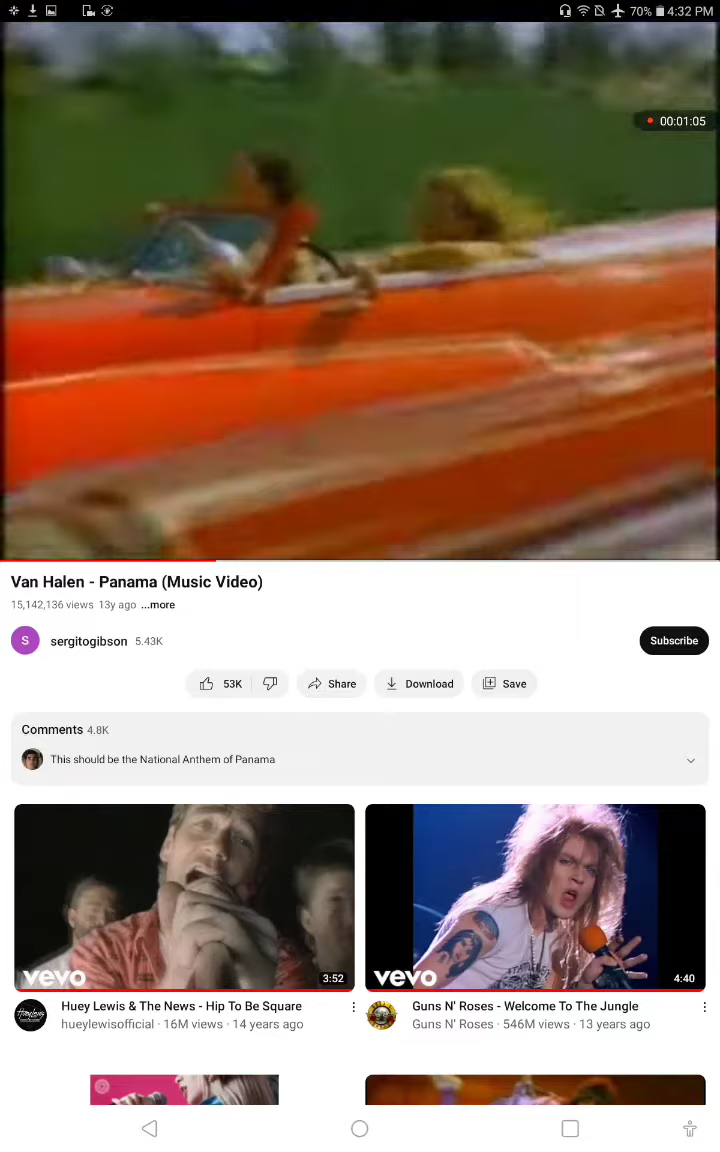 70% 4:32 PM
00:01:05
Van Halen - Panama (Music Video)
15,142,136 views 13y ago ...more
S sergitogibson 5.43K Subscribe
53K Share Download Save
Comments 4.8K
This should be the National Anthem of Panama
vevo 3:52
vevo 4:40
Huey Lewis & The News - Hip To Be Square
hueylewisofficial · 16M views · 14 years ago
Guns N' Roses - Welcome To The Jungle
Guns N' Roses · 546M views · 13 years ago